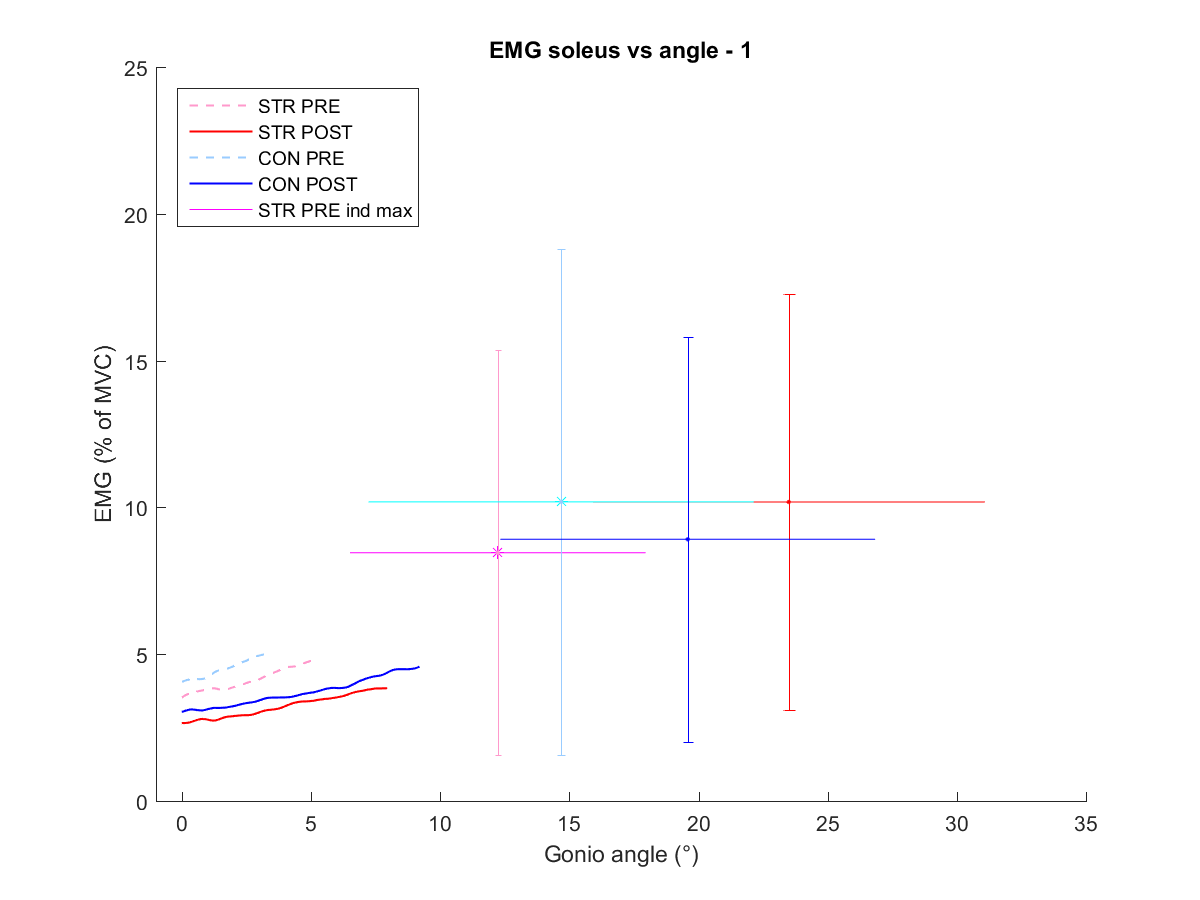 EMG soleus vs angle - 1
25
20
15
10
5
0
EMG (% of MVC)
STR PRE
STR POST
CON PRE
CON POST
STR PRE ind max
0 5 10 15 20 25 30 35
Gonio angle (°)